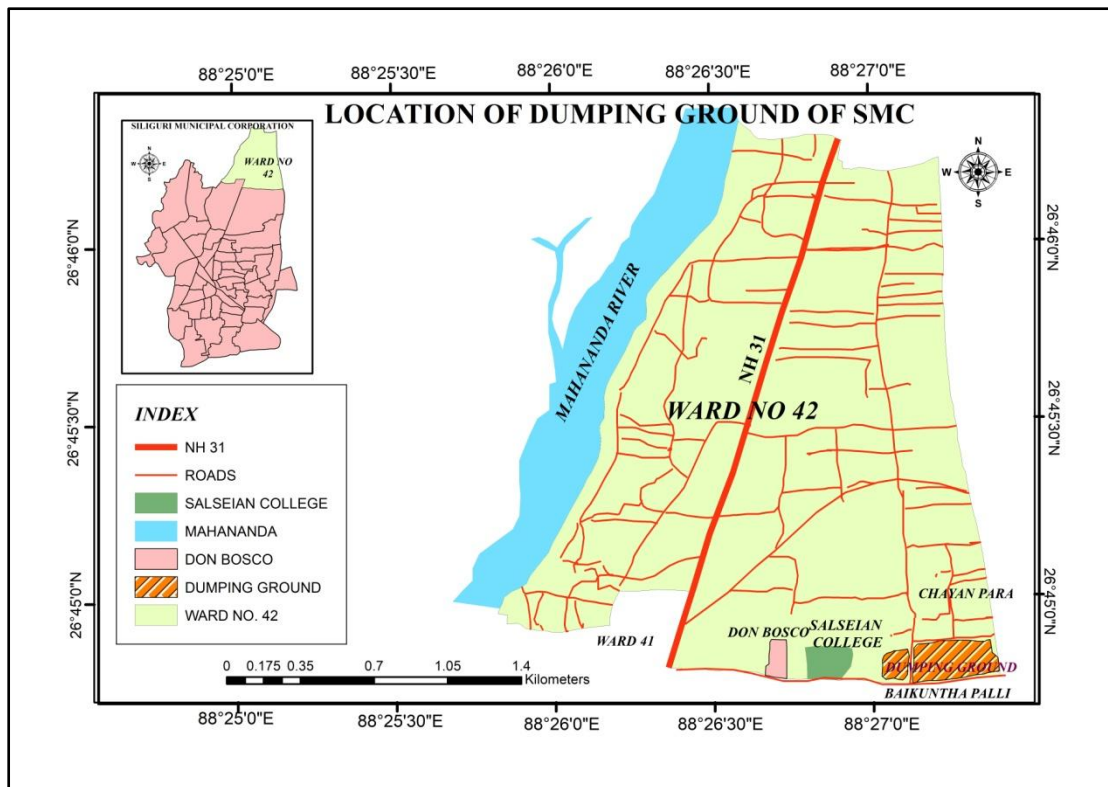 88°25'0"E 88°25'30"E 88°26'0"E 88°26'30"E 88°27'0"E
LOCATION OF DUMPING GROUND OF SMC
SILIGURI MUNICIPAL CORPORATION
N
W E
S
WARD NO
42
N
W E
S
26°46'0"N
26°46'0"N
MAHANANDA RIVER
NH 31
WARD NO 42
26°45'30"N
26°45'30"N
INDEX
NH 31
ROADS
SALSEIAN COLLEGE
MAHANANDA
DON BOSCO
DUMPING GROUND
WARD NO. 42
26°45'0"N
26°45'0"N
CHAYAN PARA
WARD 41
DON BOSCO
SALSEIAN
COLLEGE
DUMPING GROUND
BAIKUNTHA PALLI
0 0.175 0.35 0.7 1.05 1.4
Kilometers
88°25'0"E 88°25'30"E 88°26'0"E 88°26'30"E 88°27'0"E